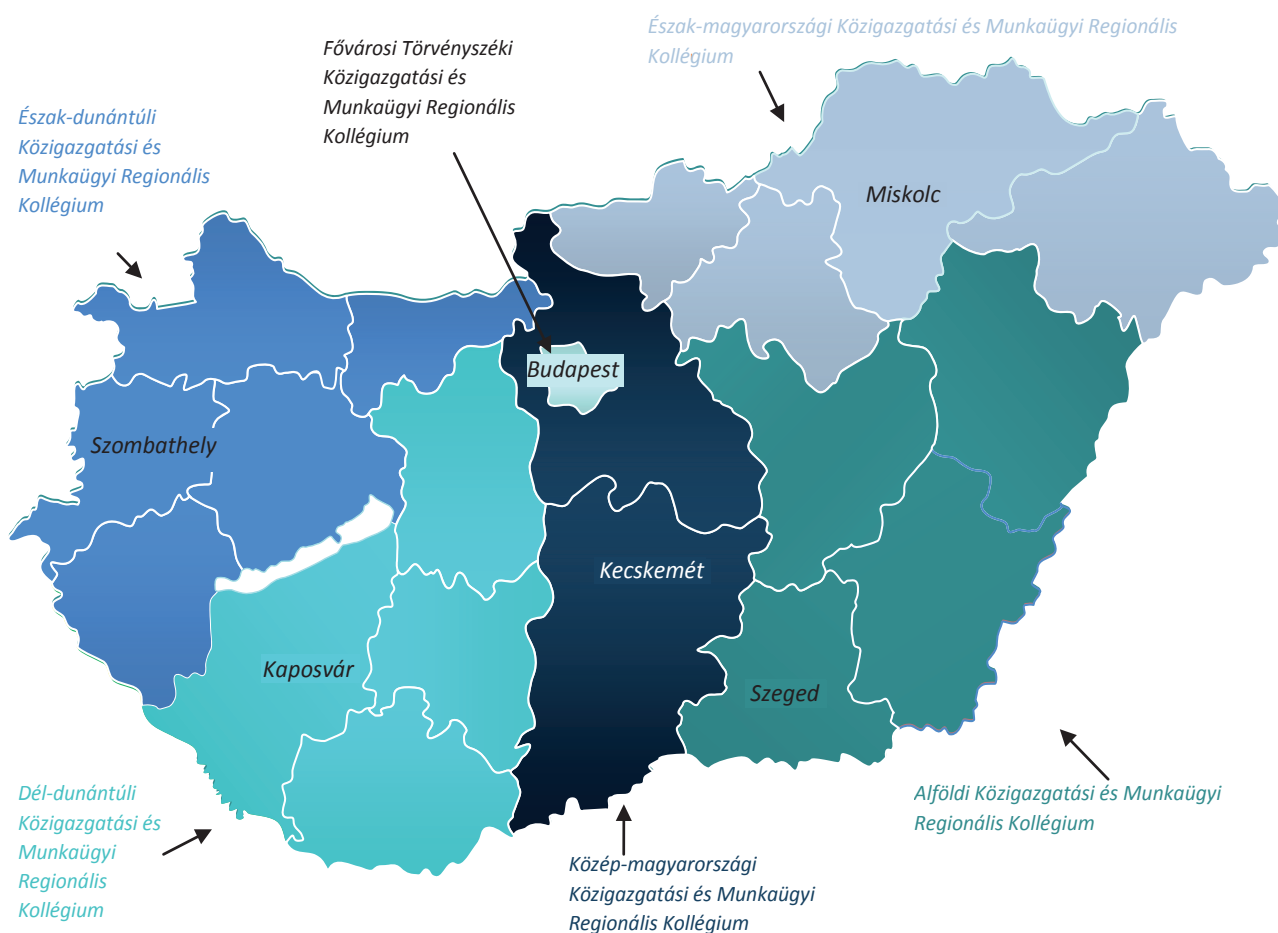 Észak-magyarországi Közigazgatási és Munkaügyi Regionális
Kollégium
Fővárosi Törvényszéki
Közigazgatási és
Munkaügyi Regionális
Kollégium
Észak-dunántúli
Közigazgatási és
Munkaügyi Regionális
Kollégium
Miskolc
Budapest
Szombathely
Kecskemét
Kaposvár
Szeged
Dél-dunántúli
Közigazgatási és
Munkaügyi
Regionális
Kollégium
Alföldi Közigazgatási és Munkaügyi
Regionális Kollégium
Közép-magyarországi
Közigazgatási és Munkaügyi
Regionális Kollégium